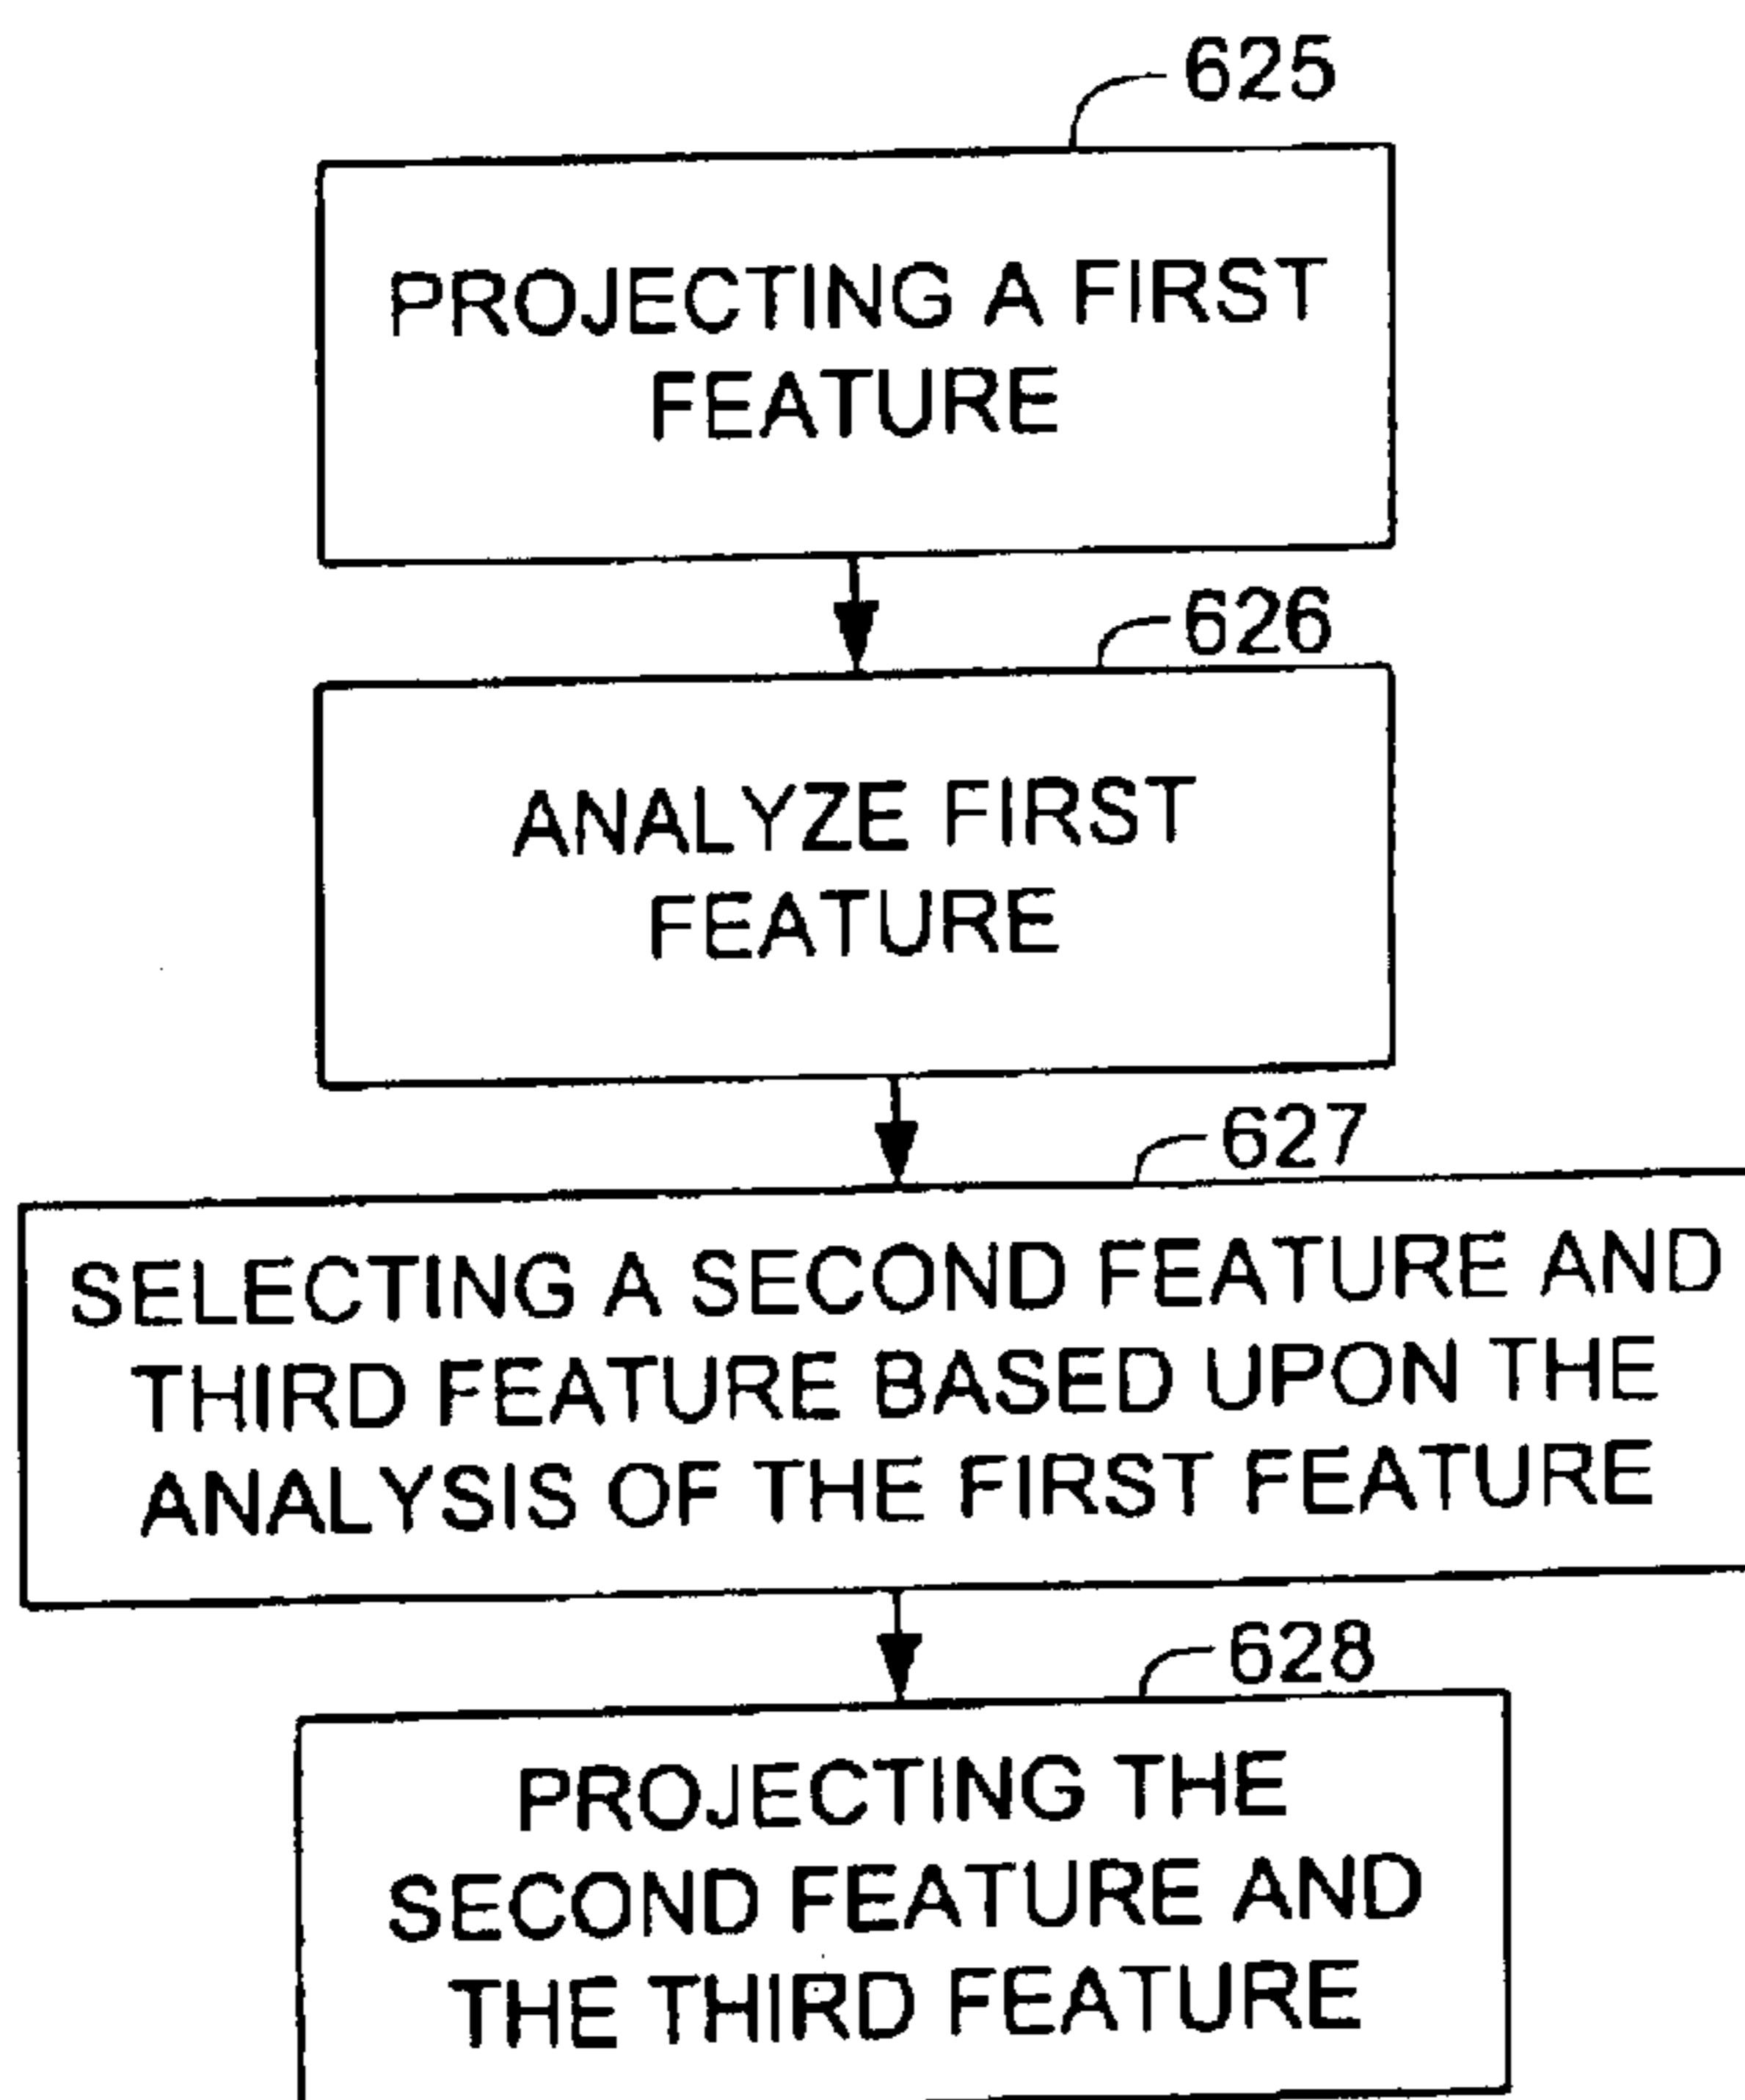 625
PROJECTING A FIRST
FEATURE
626
ANALYZE FIRST
FEATURE
627
SELECTING A SECOND FEATURE AND
THIRD FEATURE BASED UPON THE
ANALYSIS OF THE FIRST FEATURE
628
PROJECTING THE
SECOND FEATURE AND
THE THIRD FEATURE